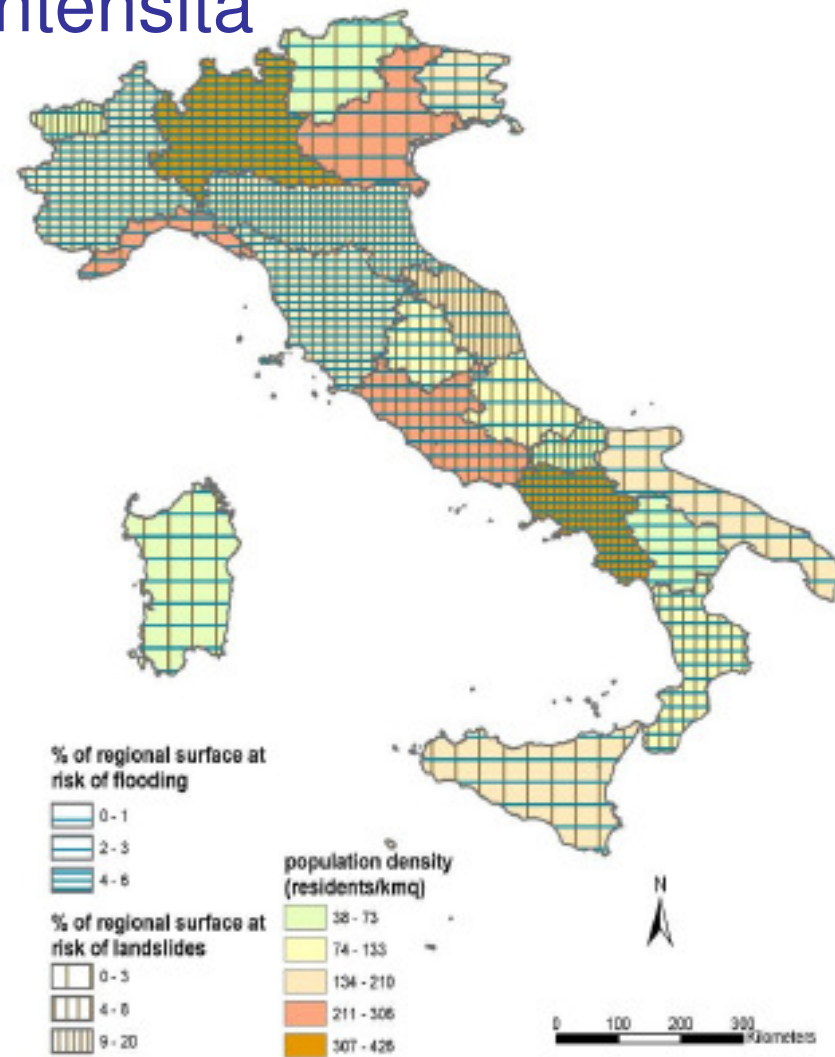 ntensità
% of regional surface at
risk of flooding
0 - 1
2 - 3
4 - 6
% of regional surface at
risk of landslides
0 - 3
4 - 8
9 - 20
population density
(residents/kmq)
38 - 73
74 - 133
134 - 210
211 - 306
307 - 426
N
0 100 200 300
Kilometers